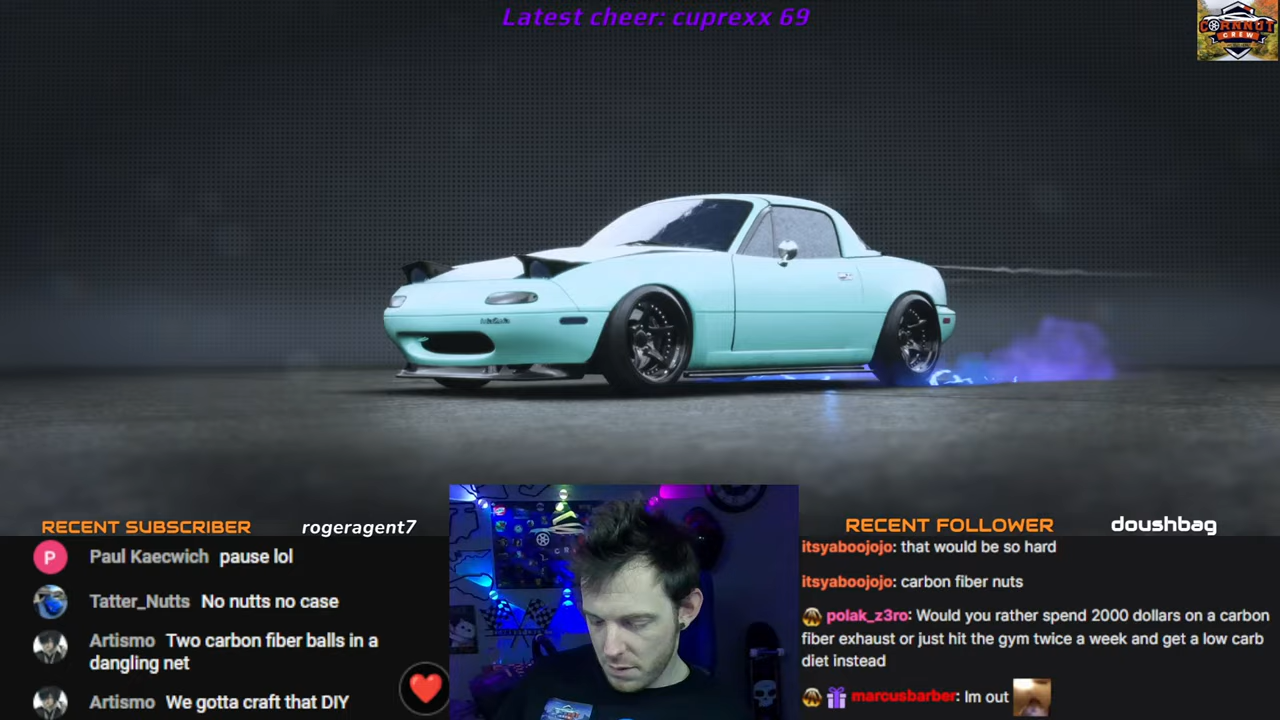 Latest cheer: cuprexx 69
CORNNUT
CREW
RECENT SUBSCRIBER
rogeragent7
RECENT FOLLOWER
doushbag
P
Paul Kaecwich pause lol
Tatter_Nutts No nutts no case
Artismo Two carbon fiber balls in a
dangling net
Artismo We gotta craft that DIY
itsyaboojojo: that would be so hard
itsyaboojojo: carbon fiber nuts
polak_z3ro: Would you rather spend 2000 dollars on a carbon
fiber exhaust or just hit the gym twice a week and get a low carb
diet instead
marcusbarber: Im out